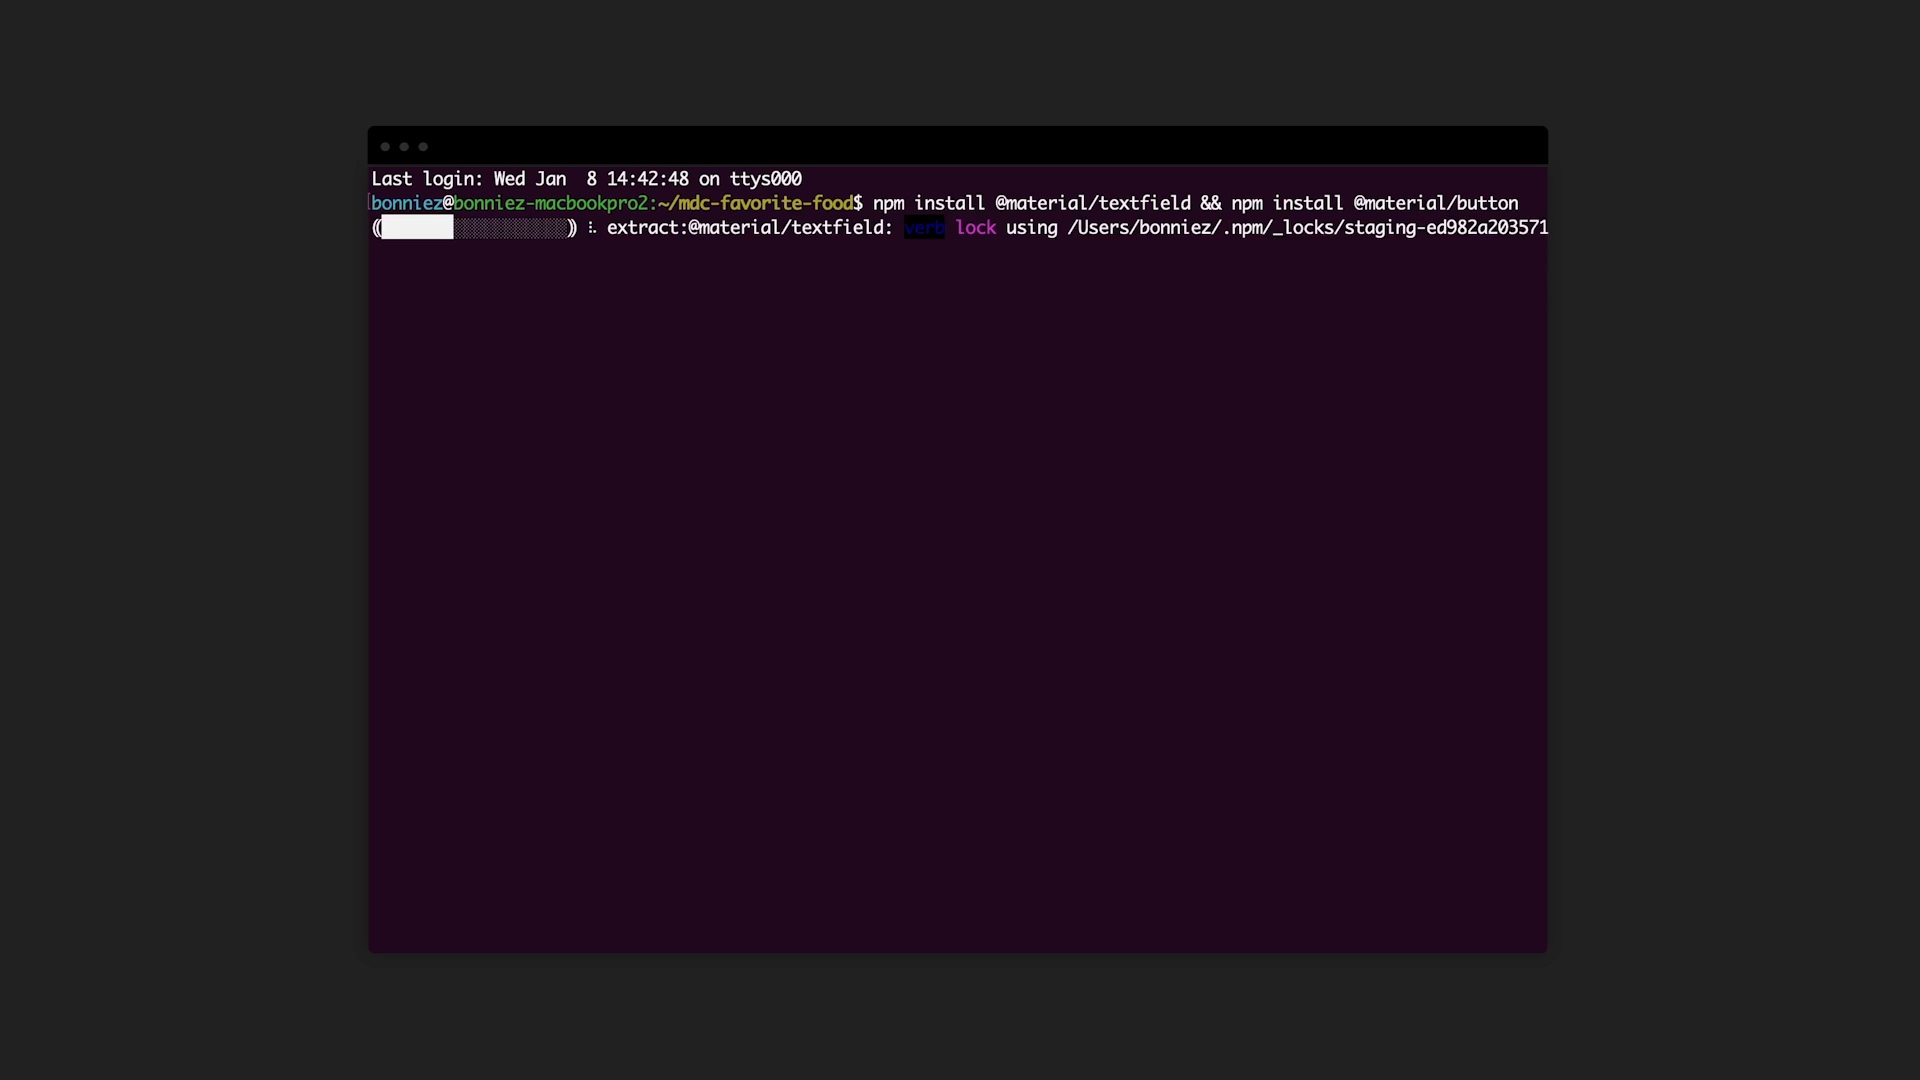 Last login: Wed Jan  8 14:42:48 on ttys000
bonniez@bonniez-macbookpro2:~/mdc-favorite-food$ npm install @material/textfield && npm install @material/button
extract:@material/textfield: verb lock using /Users/bonniez/.npm/_locks/staging-ed982a203571